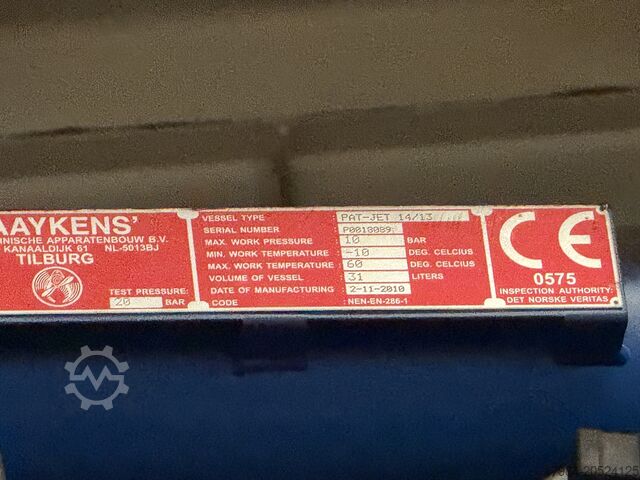 AAYKENS'
NISCHE APPARATENBOUW B.V.
KANAALDIJK 61 NL-5013BJ
TILBURG
TEST PRESSURE: 20 BAR
VESSEL TYPE : PAT-JET 14/13
SERIAL NUMBER : P0018089
MAX. WORK PRESSURE : 10 BAR
MIN. WORK TEMPERATURE : -10 DEG. CELCIUS
MAX. WORK TEMPERATURE : 60 DEG. CELCIUS
VOLUME OF VESSEL : 31 LITERS
DATE OF MANUFACTURING : 2-11-2010
CODE : NEN-EN-286-1
CE
0575
INSPECTION AUTHORITY:
DET NORSKE VERITAS